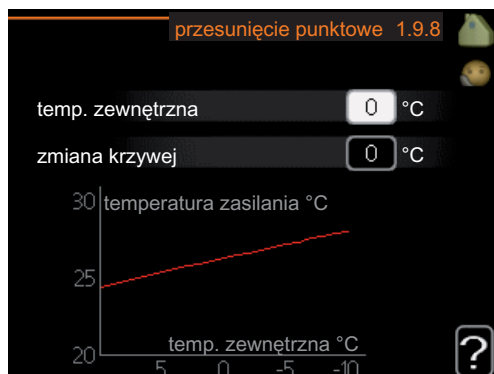 przesunięcie punktowe 1.9.8
temp. zewnętrzna 0 °C
zmiana krzywej 0 °C
30 temperatura zasilania °C
25
temp. zewnętrzna °C
20
5 0 -5 -10
?